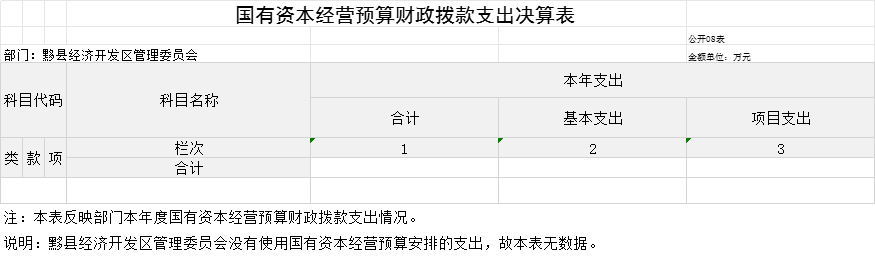 国有资本经营预算财政拨款支出决算表
公开08表
部门：黟县经济开发区管理委员会
金额单位：万元
科目代码 科目名称 本年支出
合计 基本支出 项目支出
类 款 项 栏次 1 2 3
合计
注：本表反映部门本年度国有资本经营预算财政拨款支出情况。
说明：黟县经济开发区管理委员会没有使用国有资本经营预算安排的支出，故本表无数据。